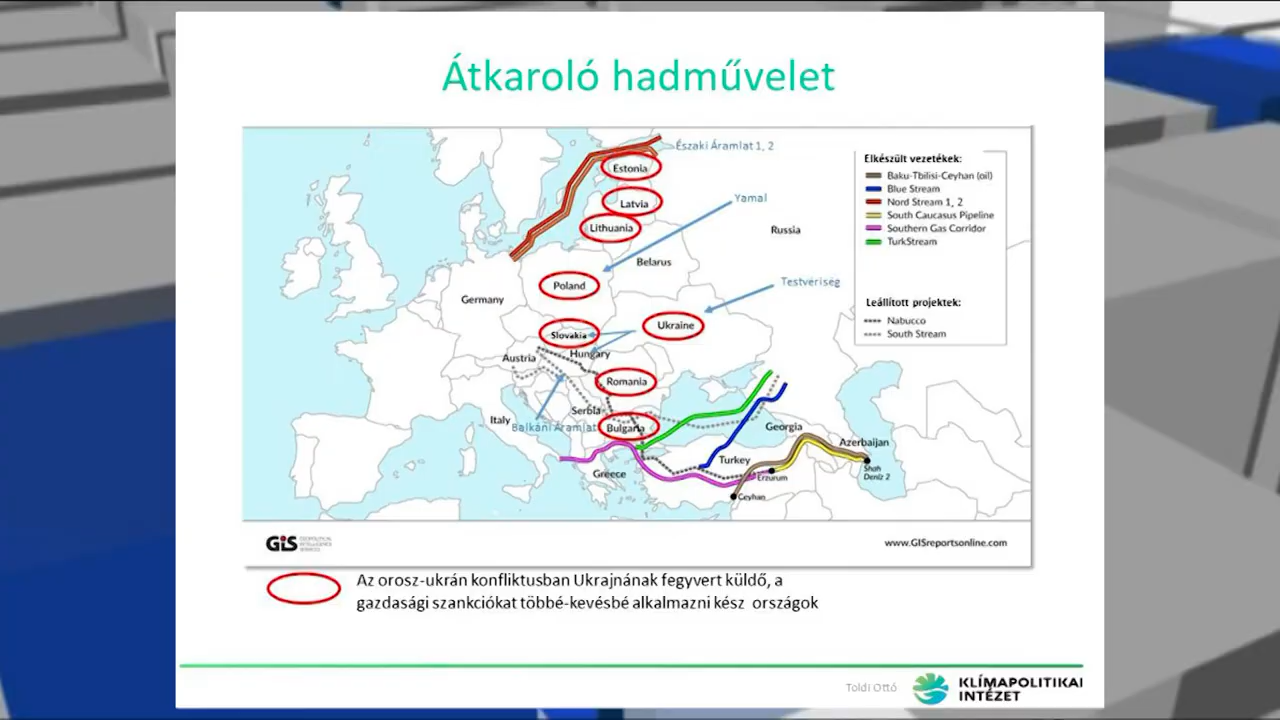 Átkaroló hadművelet
Északi Áramlat 1, 2
Estonia
Latvia
Yamal
Lithuania
Russia
Belarus
Testvériség
Poland
Germany
Ukraine
Slovakia
Hungary
Austria
Romania
Serbia
Italy
Balkáni Áramlat
Bulgaria
Georgia
Azerbaijan
Turkey
Greece
Shah
Deniz 2
Erzurum
Ceyhan
Elkészült vezetékek:
Baku-Tbilisi-Ceyhan (oil)
Blue Stream
Nord Stream 1, 2
South Caucasus Pipeline
Southern Gas Corridor
TurkStream
Leállított projektek:
Nabucco
South Stream
GIS
www.GISreportsonline.com
Az orosz-ukrán konfliktusban Ukrajnának fegyvert küldő, a
gazdasági szankciókat többé-kevésbé alkalmazni kész országok
Toldi Ottó
KLÍMAPOLITIKAI
INTÉZET